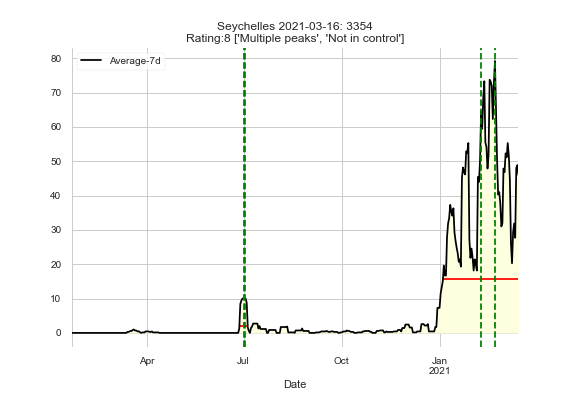 Seychelles 2021-03-16: 3354
Rating:8 ['Multiple peaks', 'Not in control']
Average-7d
80
70
60
50
40
30
20
10
0
Apr
Jul
Oct
Jan
2021
Date